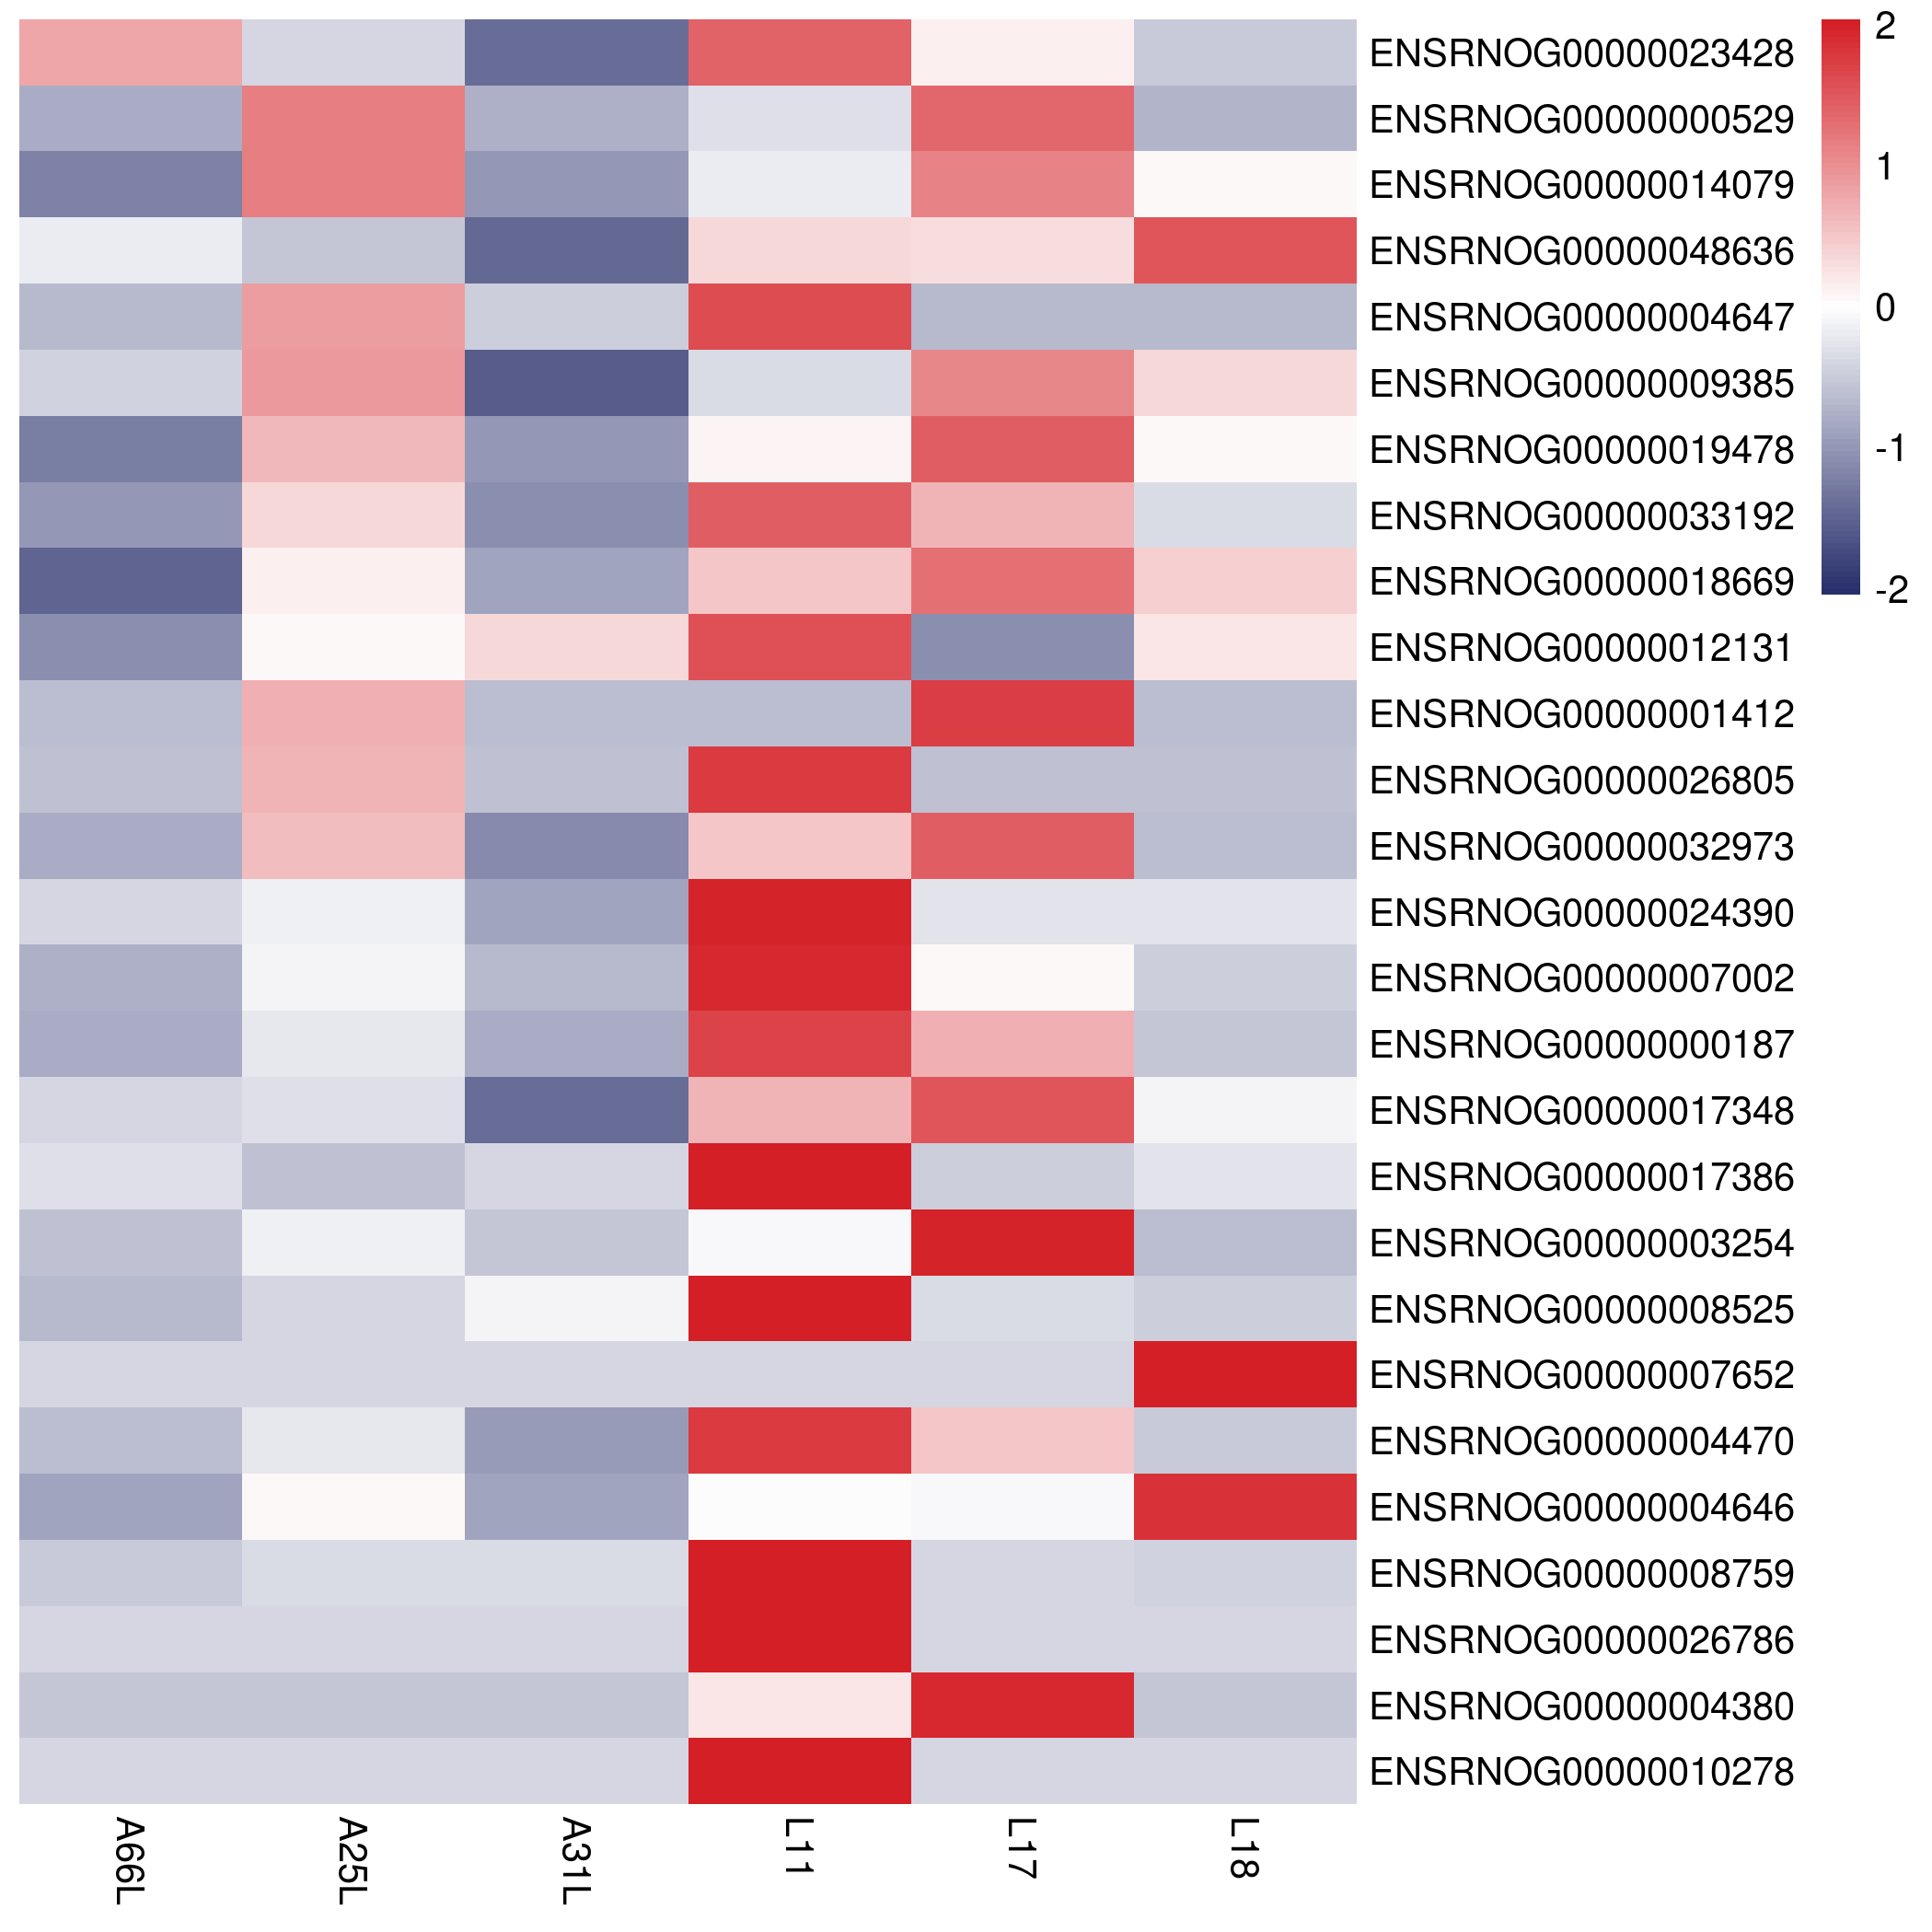 ENSRNOG00000023428
ENSRNOG00000000529
ENSRNOG00000014079
ENSRNOG00000048636
ENSRNOG00000004647
ENSRNOG00000009385
ENSRNOG00000019478
ENSRNOG00000033192
ENSRNOG00000018669
ENSRNOG00000012131
ENSRNOG00000001412
ENSRNOG00000026805
ENSRNOG00000032973
ENSRNOG00000024390
ENSRNOG00000007002
ENSRNOG00000000187
ENSRNOG00000017348
ENSRNOG00000017386
ENSRNOG00000003254
ENSRNOG00000008525
ENSRNOG00000007652
ENSRNOG00000004470
ENSRNOG00000004646
ENSRNOG00000008759
ENSRNOG00000026786
ENSRNOG00000004380
ENSRNOG00000010278
2
1
0
-1
-2
A66L
A25L
A31L
L11
L17
L18